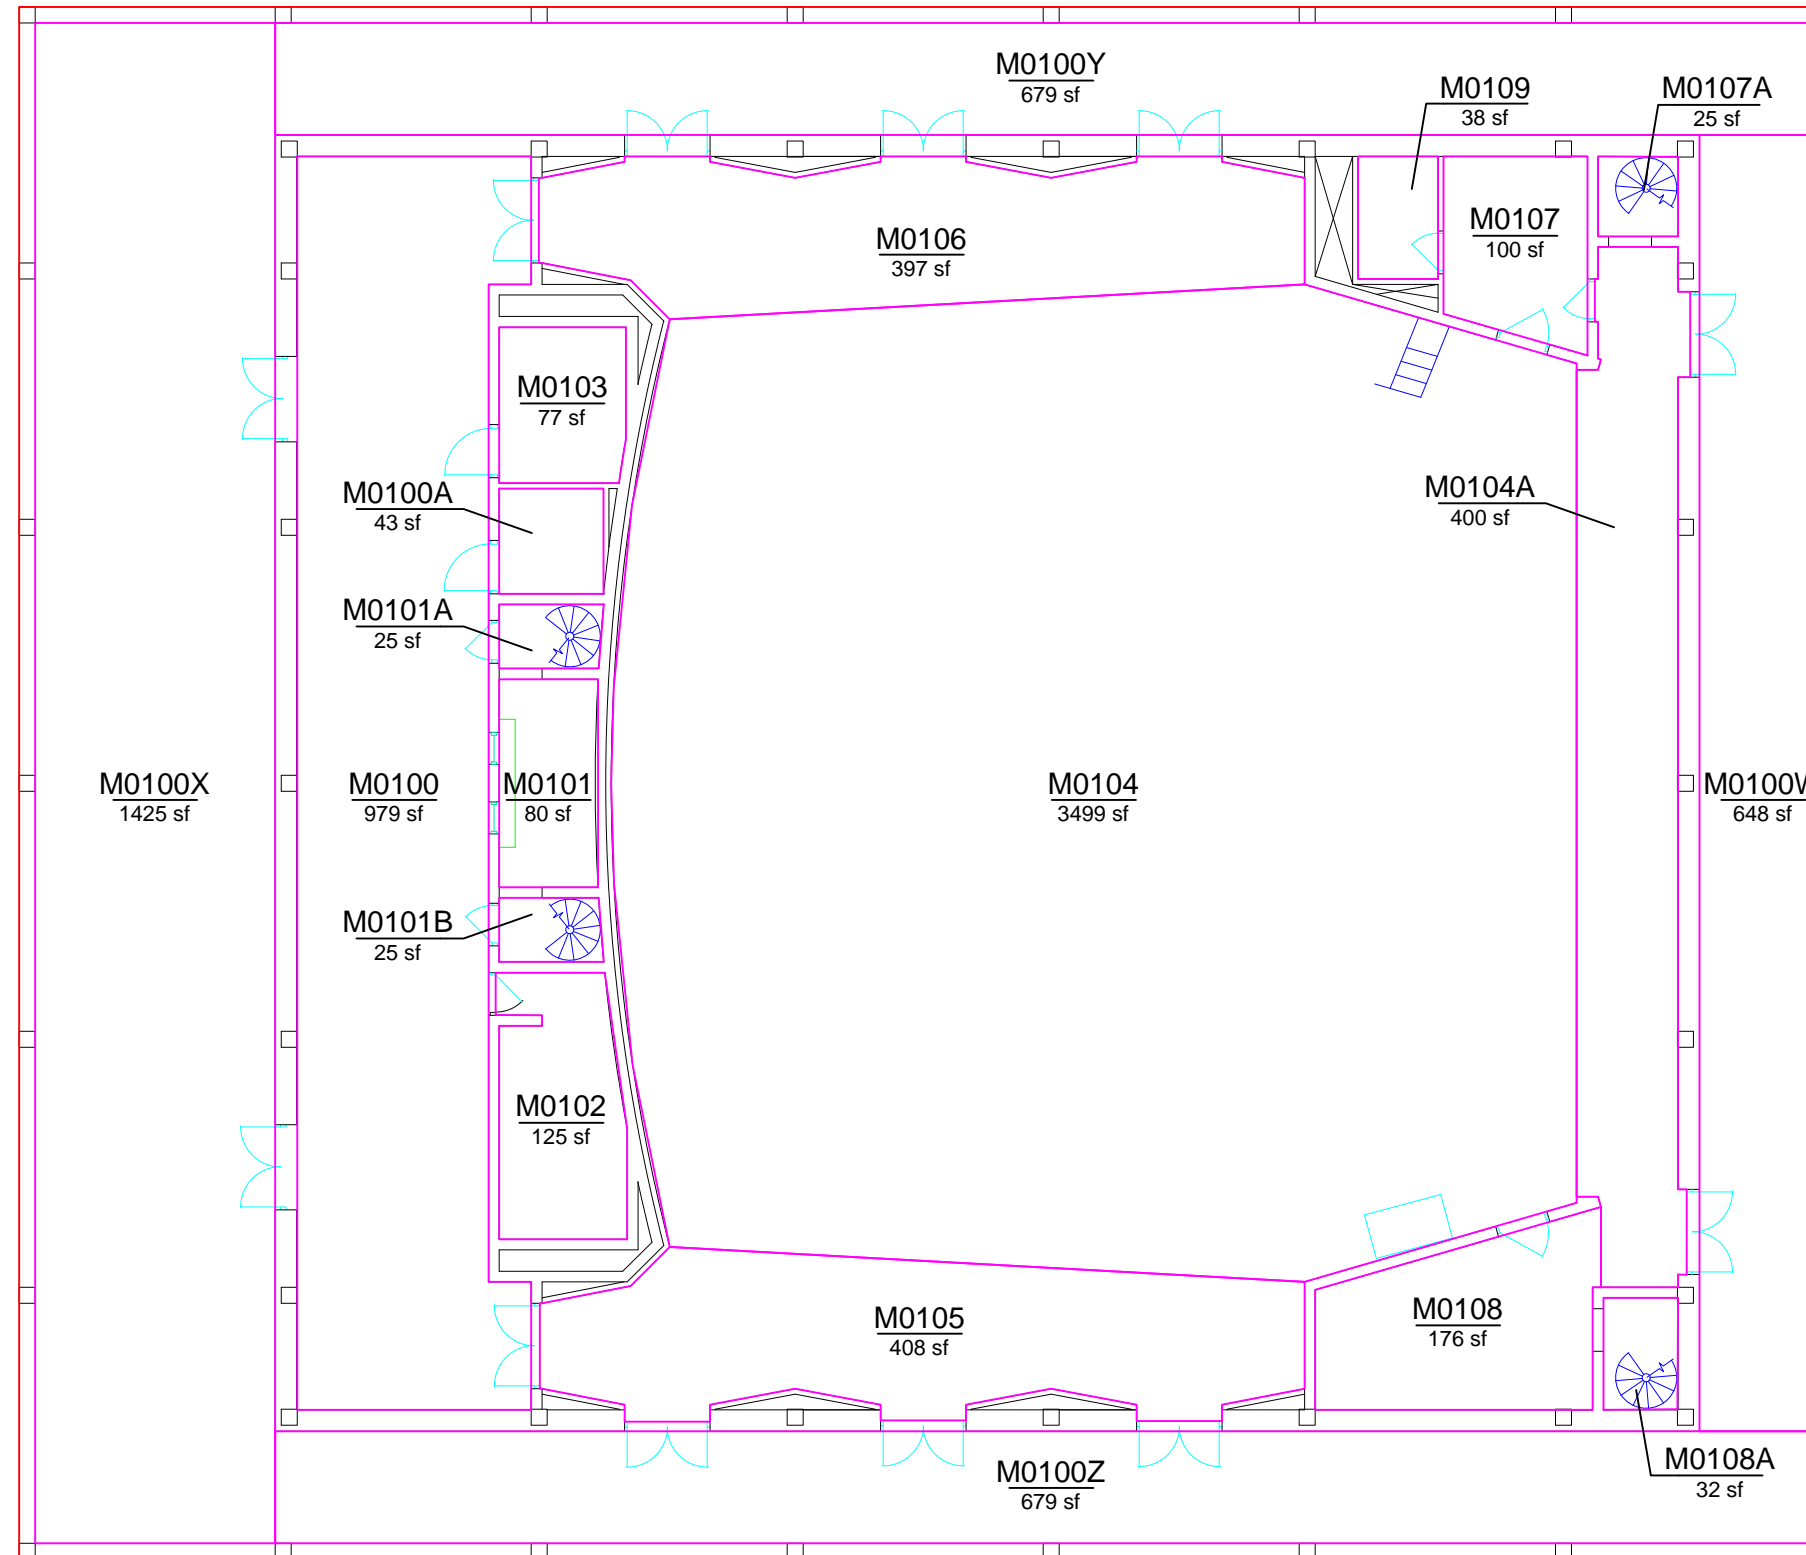 M0100Y
679 sf
M0109
38 sf
M0107A
25 sf
M0107
100 sf
M0106
397 sf
M0103
77 sf
M0100A
43 sf
M0104A
400 sf
M0101A
25 sf
M0100X
1425 sf
M0100
979 sf
M0101
80 sf
M0104
3499 sf
M0100W
648 sf
M0101B
25 sf
M0102
125 sf
M0105
408 sf
M0108
176 sf
M0100Z
679 sf
M0108A
32 sf